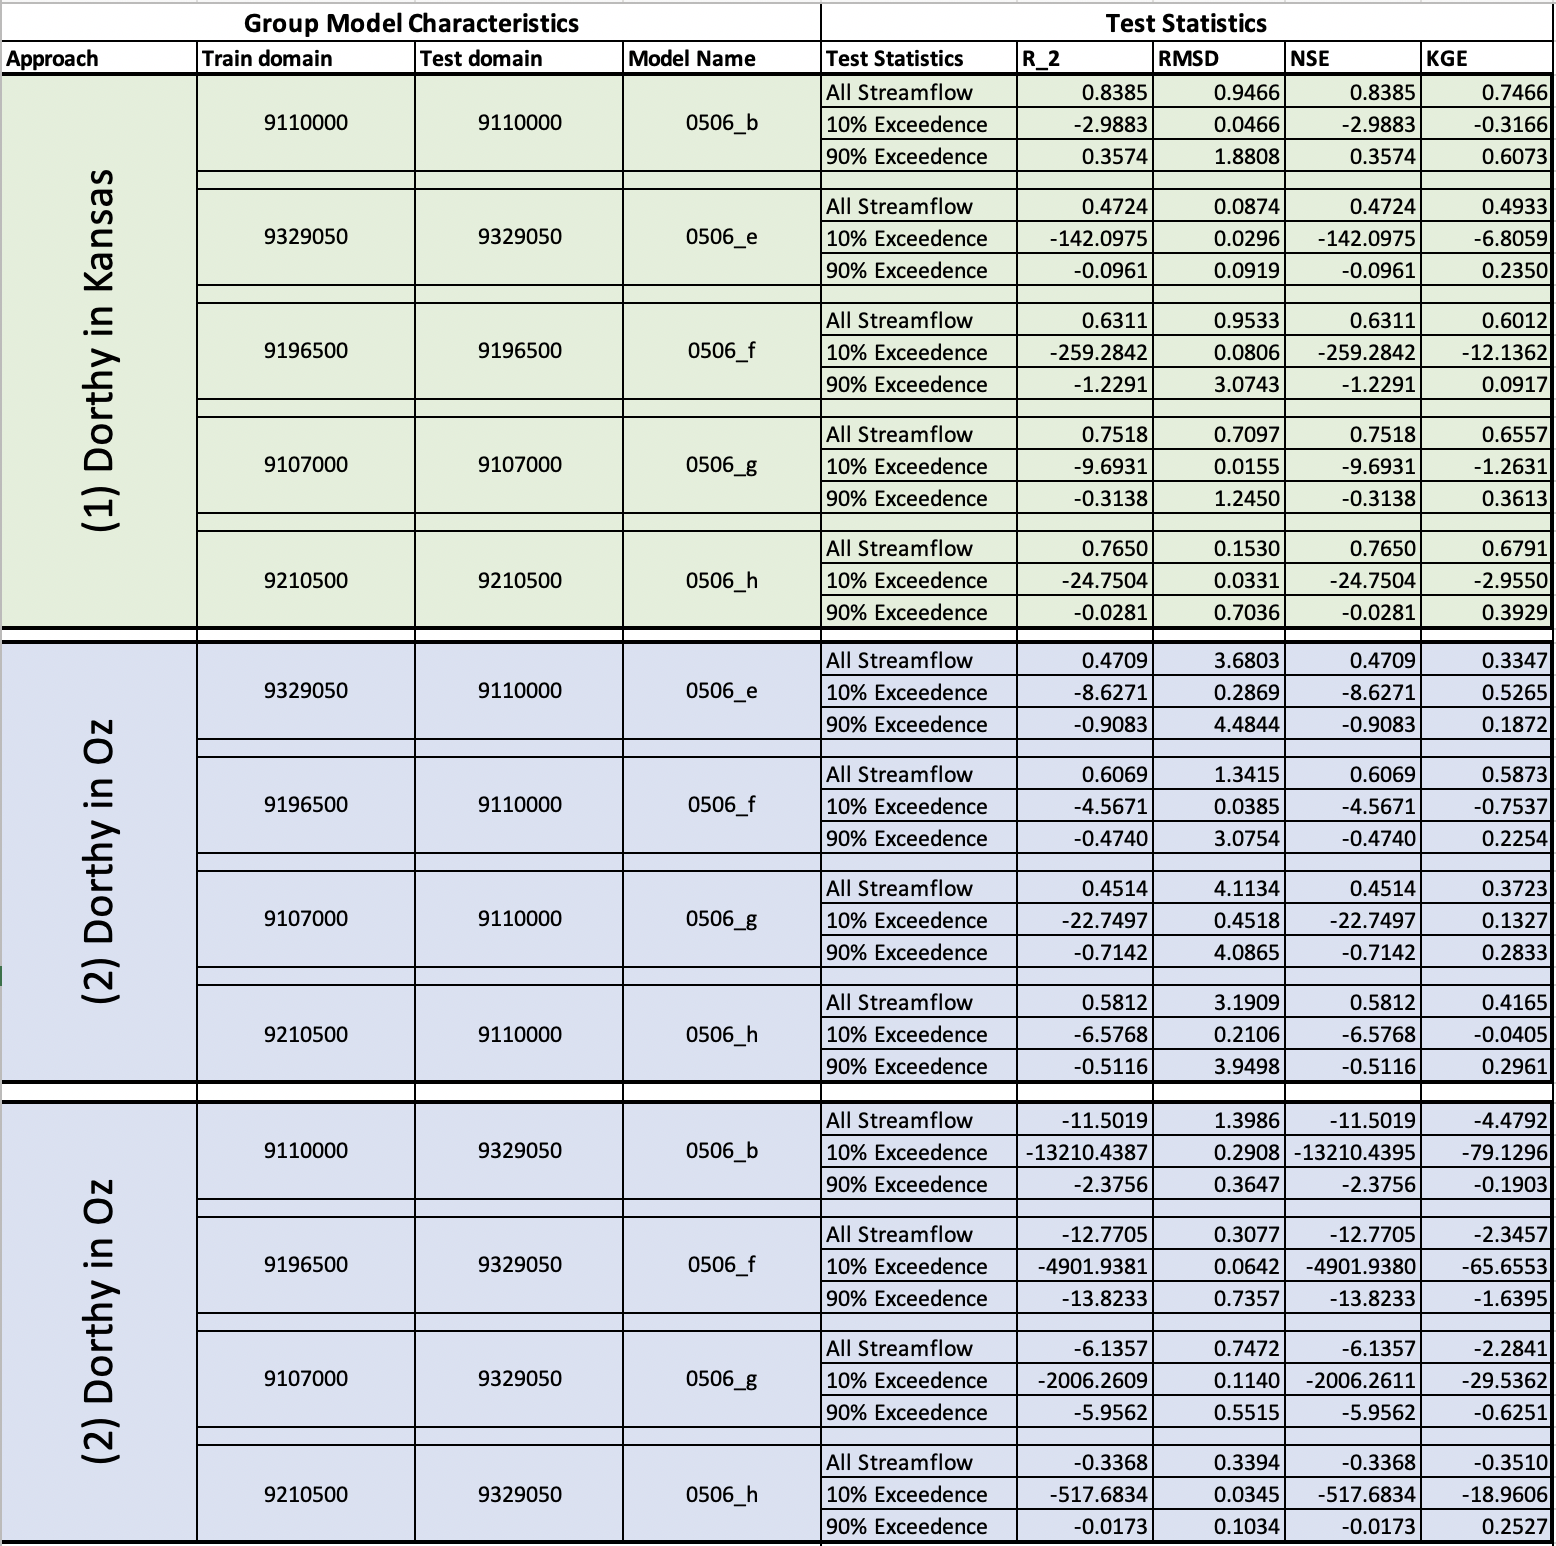 Group Model Characteristics Test Statistics
Approach Train domain Test domain Model Name Test Statistics R_2 RMSD NSE KGE
(1) Dorthy in Kansas
9110000 9110000 0506_b
All Streamflow 0.8385 0.9466 0.8385 0.7466
10% Exceedence -2.9883 0.0466 -2.9883 -0.3166
90% Exceedence 0.3574 1.8808 0.3574 0.6073
9329050 9329050 0506_e
All Streamflow 0.4724 0.0874 0.4724 0.4933
10% Exceedence -142.0975 0.0296 -142.0975 -6.8059
90% Exceedence -0.0961 0.0919 -0.0961 0.2350
9196500 9196500 0506_f
All Streamflow 0.6311 0.9533 0.6311 0.6012
10% Exceedence -259.2842 0.0806 -259.2842 -12.1362
90% Exceedence -1.2291 3.0743 -1.2291 0.0917
9107000 9107000 0506_g
All Streamflow 0.7518 0.7097 0.7518 0.6557
10% Exceedence -9.6931 0.0155 -9.6931 -1.2631
90% Exceedence -0.3138 1.2450 -0.3138 0.3613
9210500 9210500 0506_h
All Streamflow 0.7650 0.1530 0.7650 0.6791
10% Exceedence -24.7504 0.0331 -24.7504 -2.9550
90% Exceedence -0.0281 0.7036 -0.0281 0.3929
(2) Dorthy in Oz
9329050 9110000 0506_e
All Streamflow 0.4709 3.6803 0.4709 0.3347
10% Exceedence -8.6271 0.2869 -8.6271 0.5265
90% Exceedence -0.9083 4.4844 -0.9083 0.1872
9196500 9110000 0506_f
All Streamflow 0.6069 1.3415 0.6069 0.5873
10% Exceedence -4.5671 0.0385 -4.5671 -0.7537
90% Exceedence -0.4740 3.0754 -0.4740 0.2254
9107000 9110000 0506_g
All Streamflow 0.4514 4.1134 0.4514 0.3723
10% Exceedence -22.7497 0.4518 -22.7497 0.1327
90% Exceedence -0.7142 4.0865 -0.7142 0.2833
9210500 9110000 0506_h
All Streamflow 0.5812 3.1909 0.5812 0.4165
10% Exceedence -6.5768 0.2106 -6.5768 -0.0405
90% Exceedence -0.5116 3.9498 -0.5116 0.2961
(2) Dorthy in Oz
9110000 9329050 0506_b
All Streamflow -11.5019 1.3986 -11.5019 -4.4792
10% Exceedence -13210.4387 0.2908 -13210.4395 -79.1296
90% Exceedence -2.3756 0.3647 -2.3756 -0.1903
9196500 9329050 0506_f
All Streamflow -12.7705 0.3077 -12.7705 -2.3457
10% Exceedence -4901.9381 0.0642 -4901.9380 -65.6553
90% Exceedence -13.8233 0.7357 -13.8233 -1.6395
9107000 9329050 0506_g
All Streamflow -6.1357 0.7472 -6.1357 -2.2841
10% Exceedence -2006.2609 0.1140 -2006.2611 -29.5362
90% Exceedence -5.9562 0.5515 -5.9562 -0.6251
9210500 9329050 0506_h
All Streamflow -0.3368 0.3394 -0.3368 -0.3510
10% Exceedence -517.6834 0.0345 -517.6834 -18.9606
90% Exceedence -0.0173 0.1034 -0.0173 0.2527